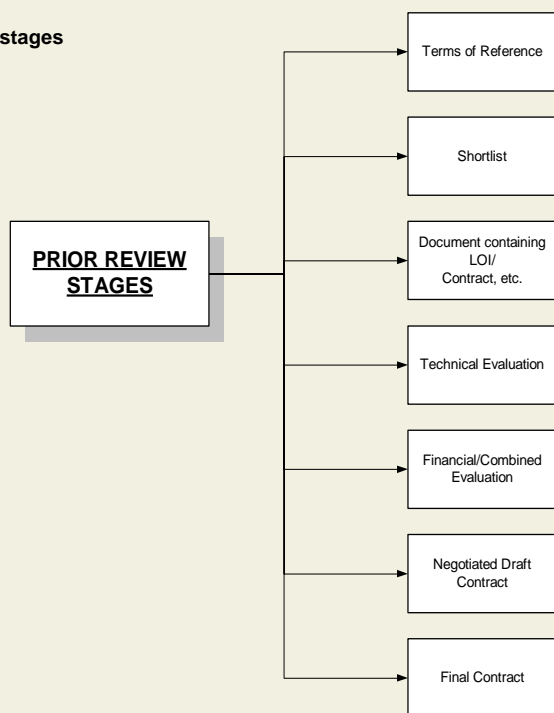 stages
PRIOR REVIEW
STAGES
Terms of Reference
Shortlist
Document containing
LOI/
Contract, etc.
Technical Evaluation
Financial/Combined
Evaluation
Negotiated Draft
Contract
Final Contract